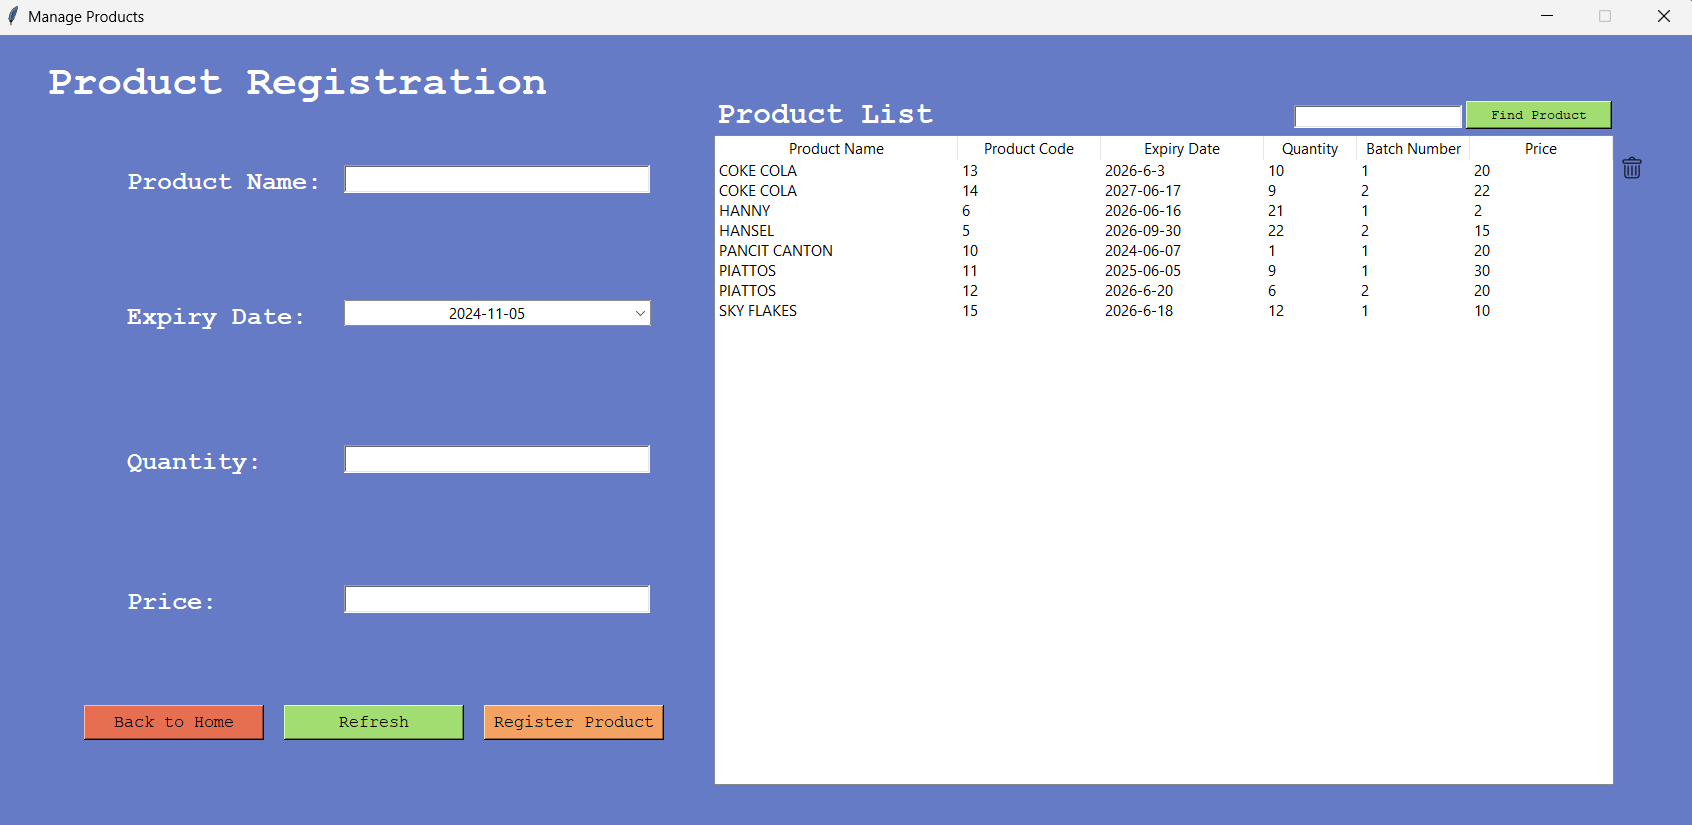 Manage Products
Product Registration
Product Name:
Expiry Date: 2024-11-05
Quantity:
Price:
Back to Home Refresh Register Product
Product List Find Product
Product Name Product Code Expiry Date Quantity Batch Number Price
COKE COLA 13 2026-6-3 10 1 20
COKE COLA 14 2027-06-17 9 2 22
HANNY 6 2026-06-16 21 1 2
HANSEL 5 2026-09-30 22 2 15
PANCIT CANTON 10 2024-06-07 1 1 20
PIATTOS 11 2025-06-05 9 1 30
PIATTOS 12 2026-6-20 6 2 20
SKY FLAKES 15 2026-6-18 12 1 10